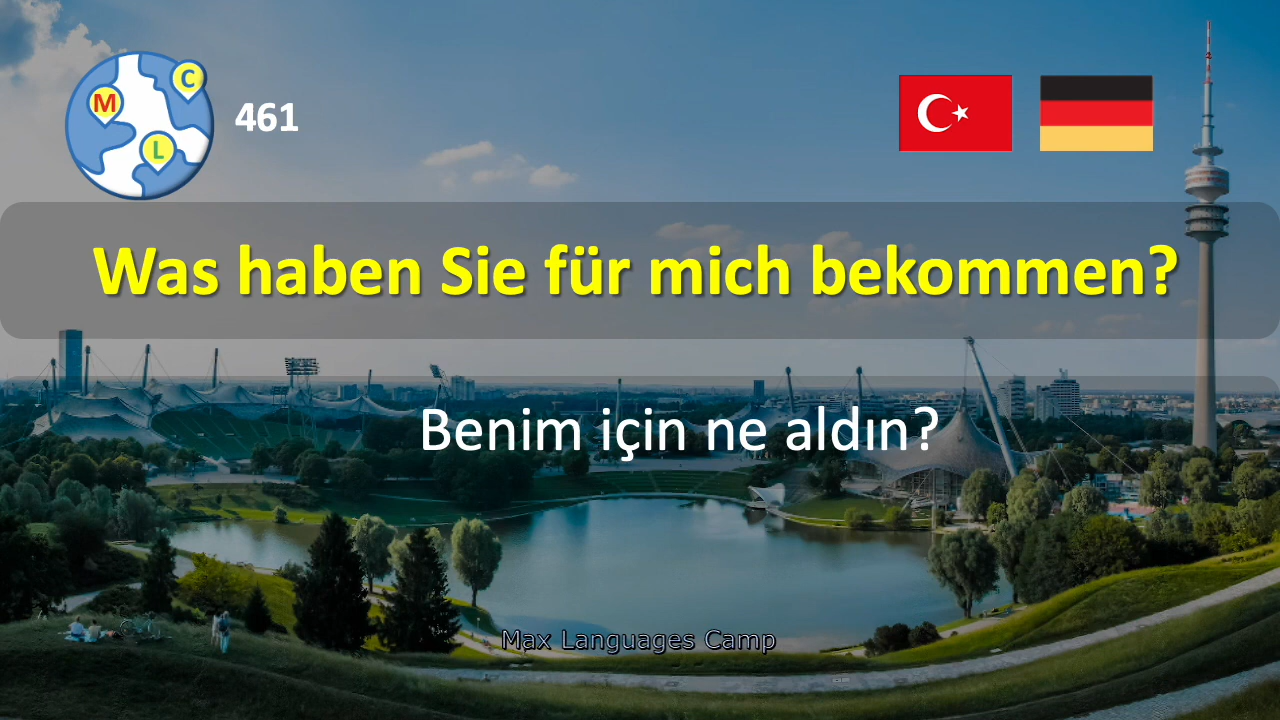 M
C
L
461
Was haben Sie für mich bekommen?
Benim için ne aldın?
Max Languages Camp